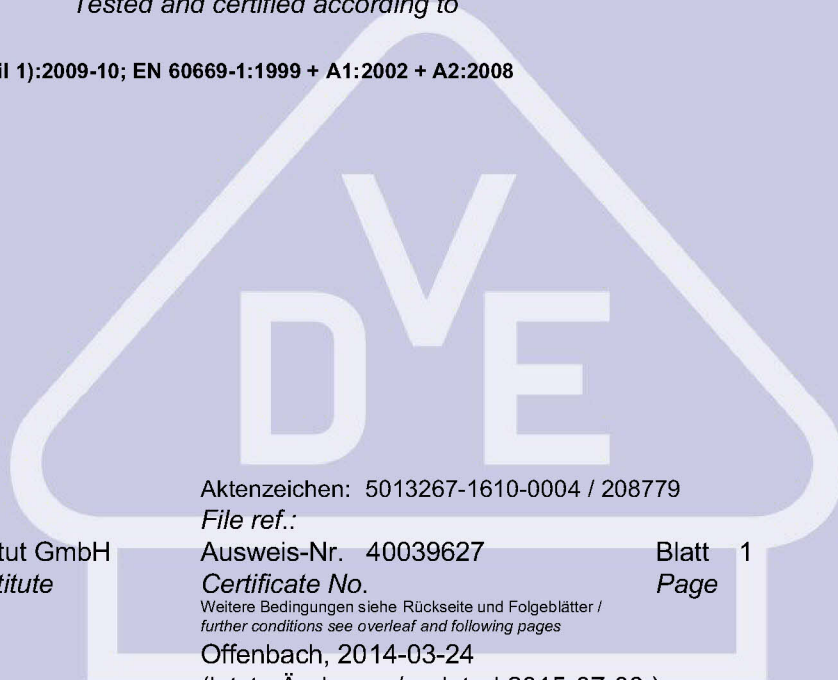 Tested and certified according to
il 1):2009-10; EN 60669-1:1999 + A1:2002 + A2:2008
V
D E
Aktenzeichen: 5013267-1610-0004 / 208779
File ref.:
tut GmbH Ausweis-Nr. 40039627 Blatt 1
titute Certificate No. Page
Weitere Bedingungen siehe Rückseite und Folgeblätter /
further conditions see overleaf and following pages
Offenbach, 2014-03-24